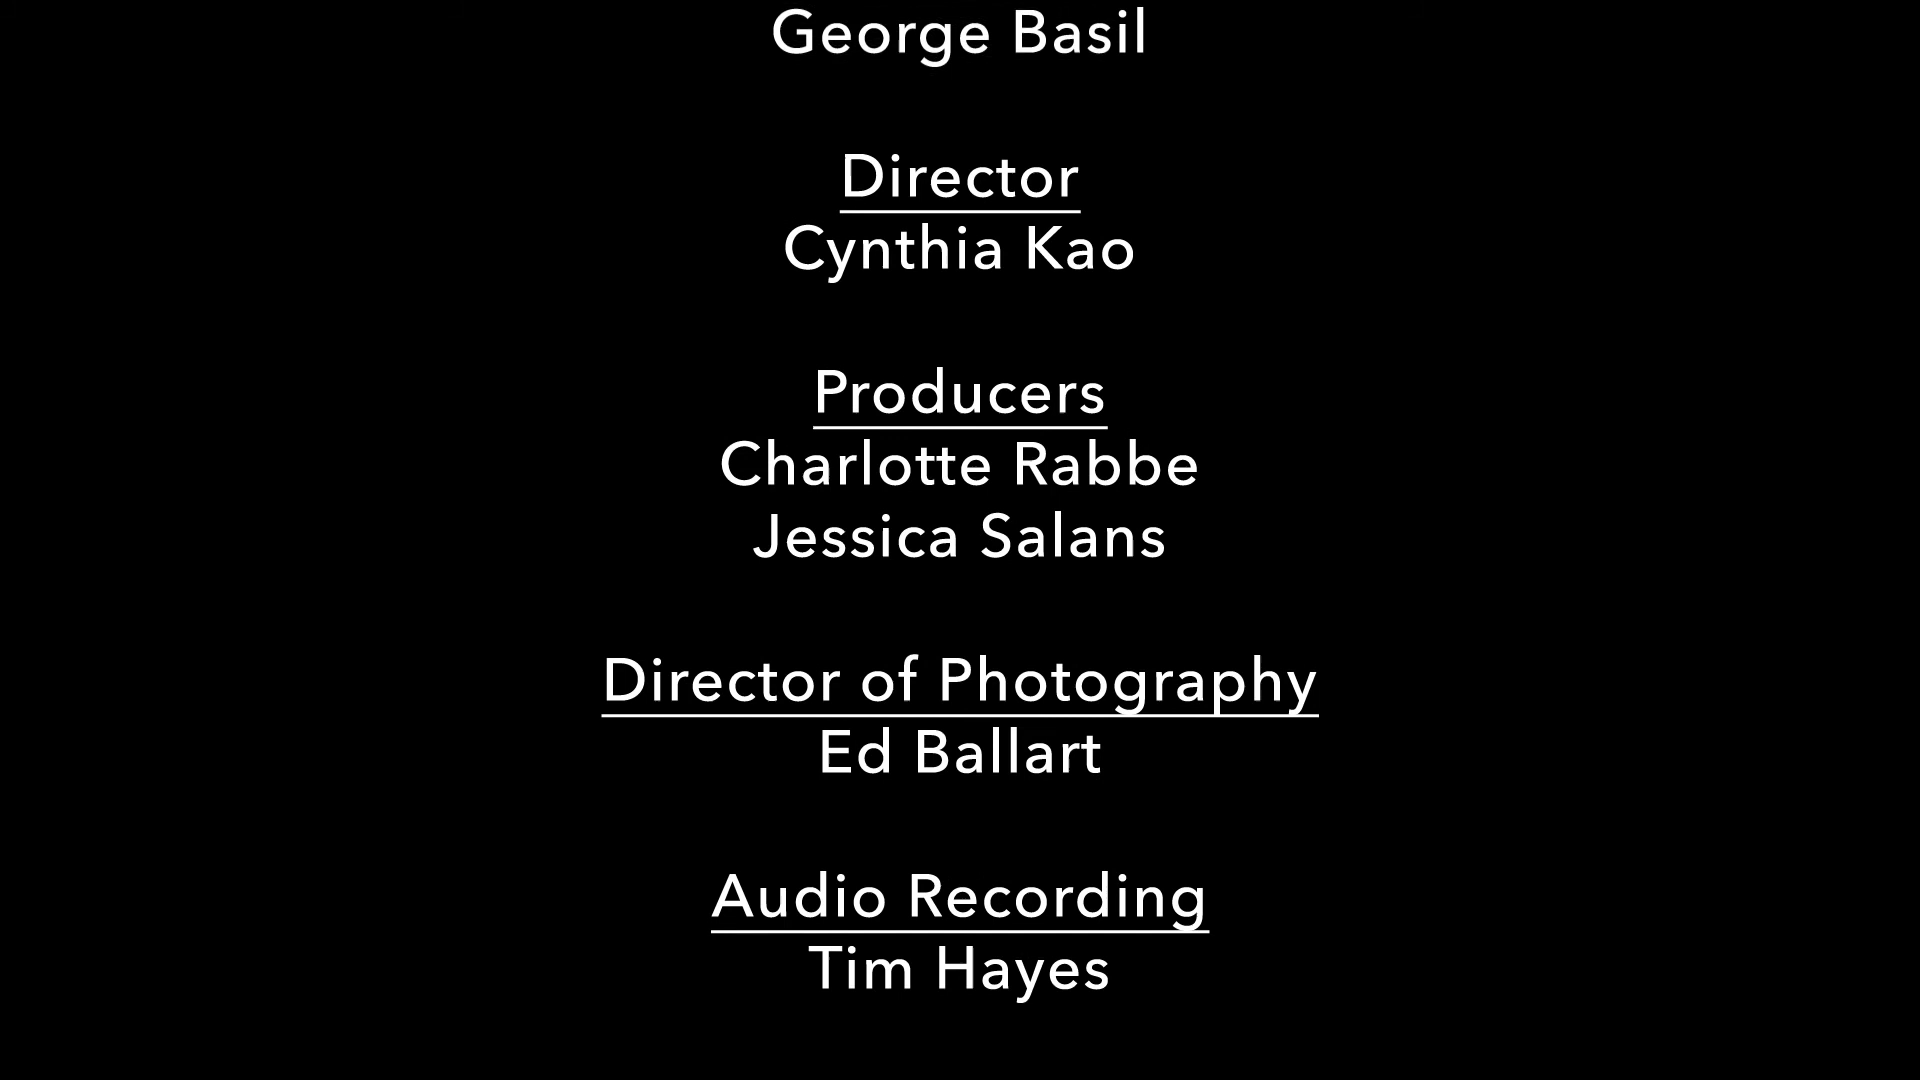 George Basil
Director
Cynthia Kao
Producers
Charlotte Rabbe
Jessica Salans
Director of Photography
Ed Ballart
Audio Recording
Tim Hayes